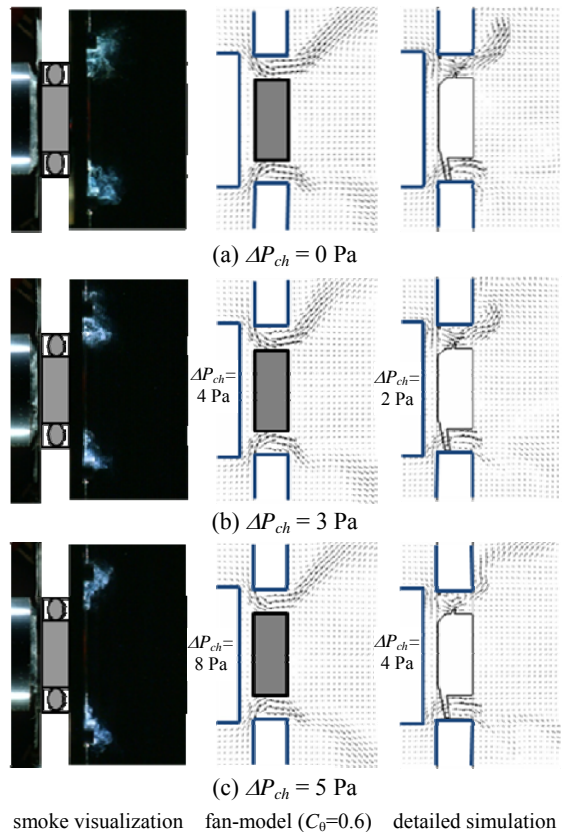 (a) ΔPch = 0 Pa
ΔPch=
4 Pa
ΔPch=
2 Pa
(b) ΔPch = 3 Pa
ΔPch=
8 Pa
ΔPch=
4 Pa
(c) ΔPch = 5 Pa
smoke visualization fan-model (Cθ=0.6) detailed simulation